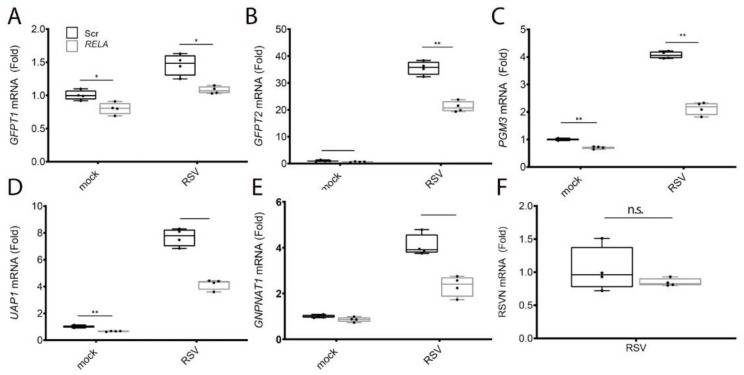 A
GFPT1 mRNA (Fold)
2.0
1.5
1.0
0.5
0.0
Scr
RELA
*
*
mock
RSV
B
GFPT2 mRNA (Fold)
50
40
30
20
10
0
**
mock
RSV
C
PGM3 mRNA (Fold)
5
4
3
2
1
0
**
**
mock
RSV
D
UAP1 mRNA (Fold)
10
8
6
4
2
0
**
mock
RSV
E
GNPNAT1 mRNA (Fold)
6
4
2
0
mock
RSV
F
RSVN mRNA (Fold)
2.0
1.5
1.0
0.5
0.0
n.s.
RSV